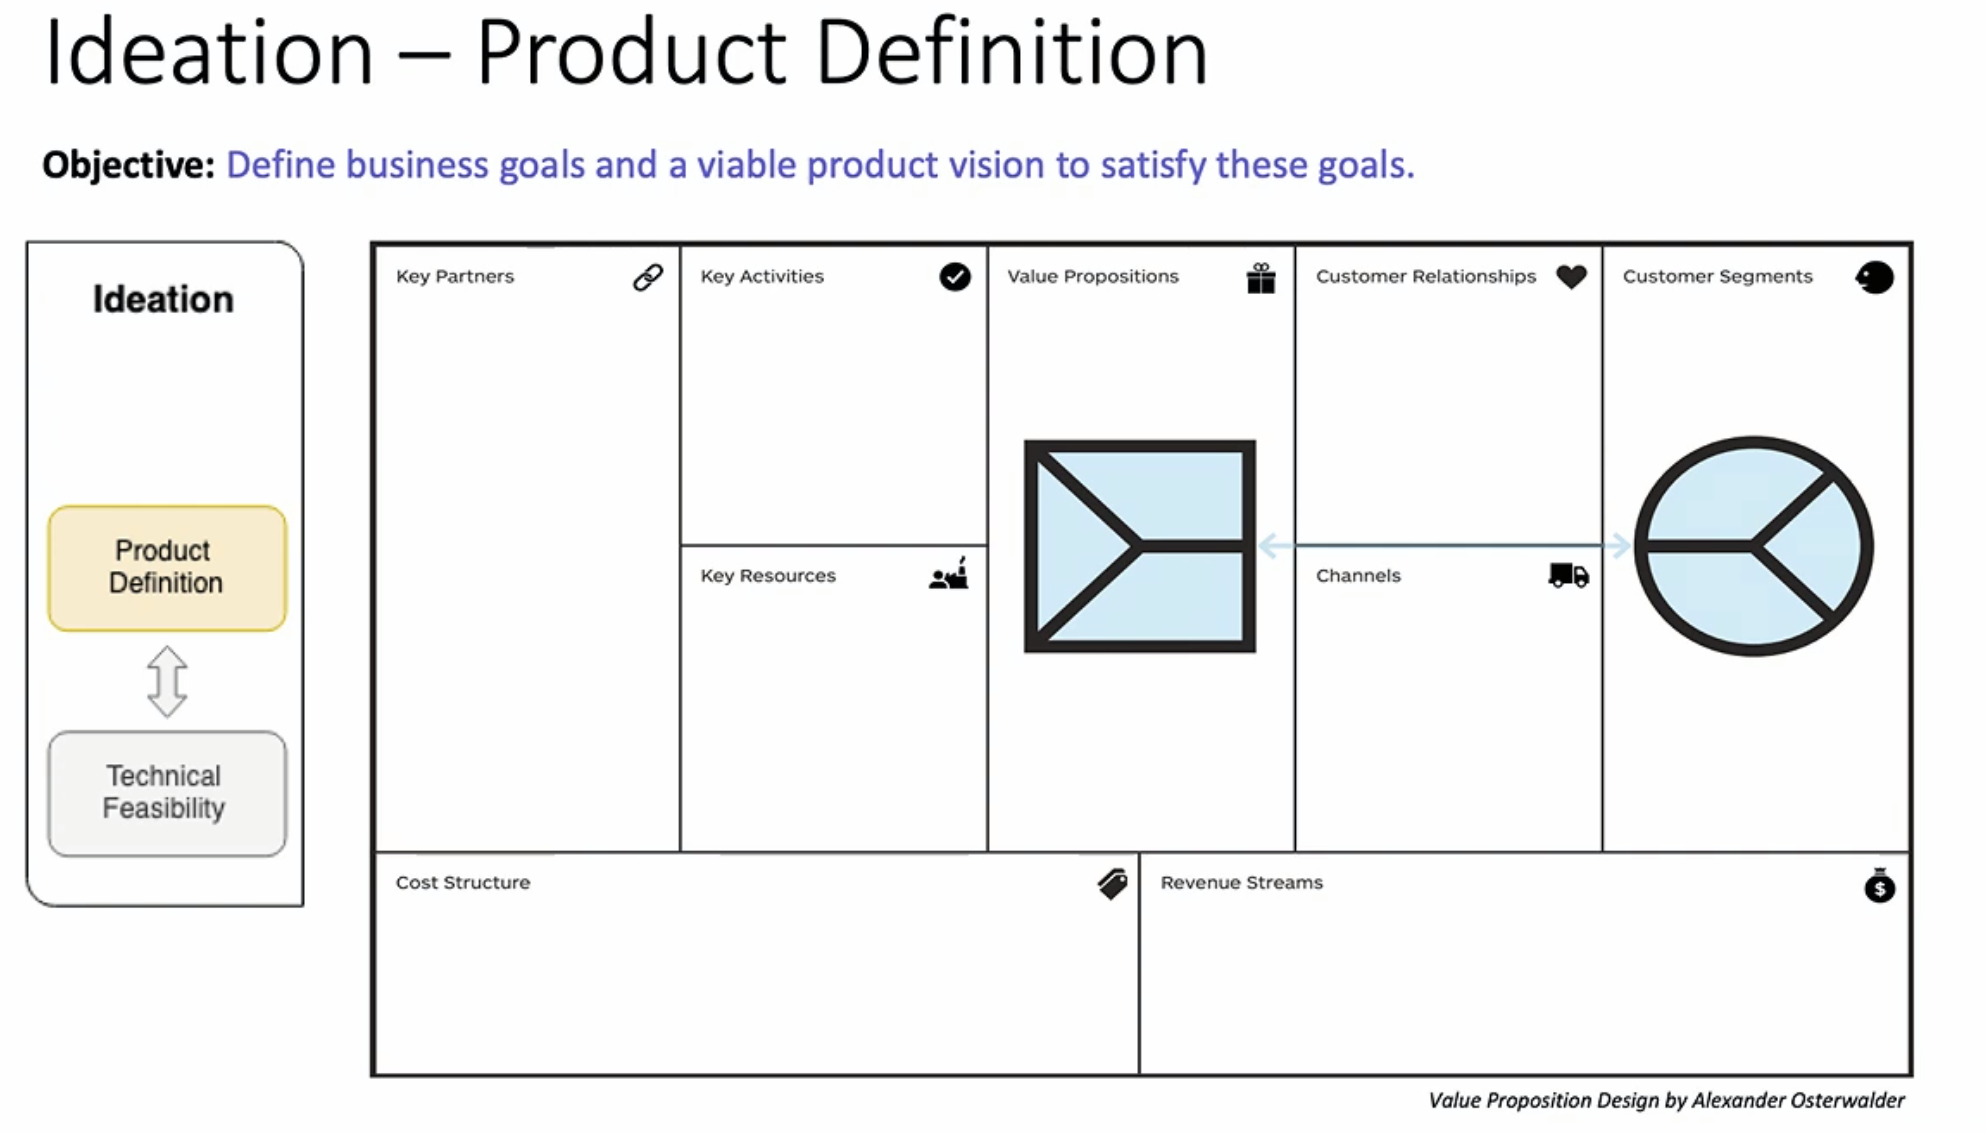 Ideation – Product Definition
Objective: Define business goals and a viable product vision to satisfy these goals.
Ideation
Product
Definition
Technical
Feasibility
Key Partners
Key Activities
Value Propositions
Customer Relationships
Customer Segments
Key Resources
Channels
Cost Structure
Revenue Streams
$
Value Proposition Design by Alexander Osterwalder